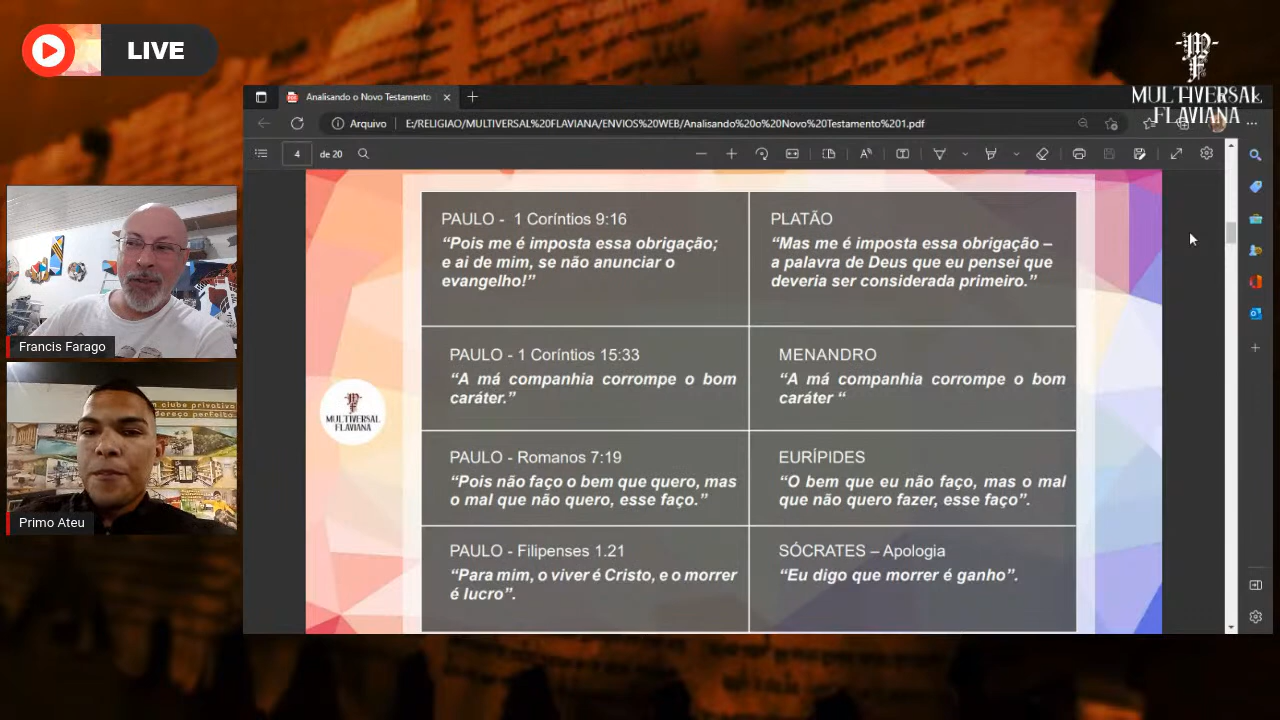 LIVE
MULTIVERSAL
FLAVIANA
Analisando o Novo Testamento
Arquivo
E:/RELIGIAO/MULTIVERSAL%20FLAVIANA/ENVIOS%20WEB/Analisando%20o%20Novo%20Testamento%201.pdf
4 de 20
PAULO - 1 Coríntios 9:16
“Pois me é imposta essa obrigação;
e ai de mim, se não anunciar o
evangelho!”
PLATÃO
“Mas me é imposta essa obrigação –
a palavra de Deus que eu pensei que
deveria ser considerada primeiro.”
PAULO - 1 Coríntios 15:33
“A má companhia corrompe o bom
caráter.”
MENANDRO
“A má companhia corrompe o bom
caráter “
PAULO - Romanos 7:19
“Pois não faço o bem que quero, mas
o mal que não quero, esse faço.”
EURÍPIDES
“O bem que eu não faço, mas o mal
que não quero fazer, esse faço”.
PAULO - Filipenses 1.21
“Para mim, o viver é Cristo, e o morrer
é lucro”.
SÓCRATES – Apologia
“Eu digo que morrer é ganho”.
MULTIVERSAL
FLAVIANA
Francis Farago
clube privativo
dereço perfeito.
Primo Ateu